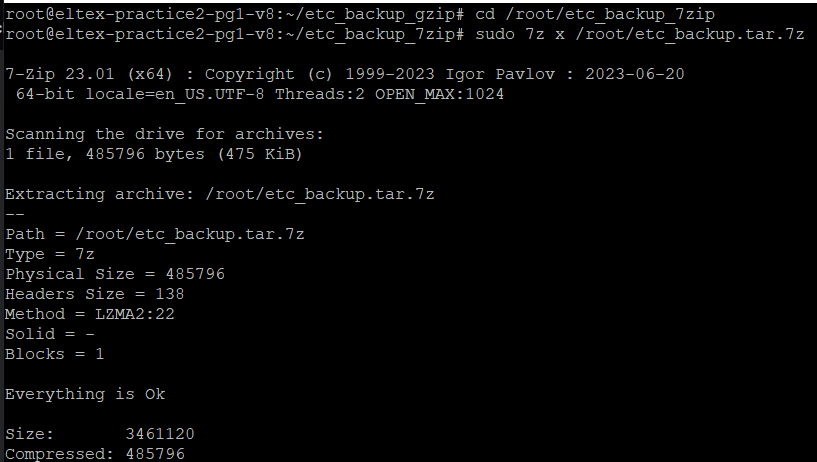 root@eltex-practice2-pg1-v8:~/etc_backup_gzip# cd /root/etc_backup_7zip
root@eltex-practice2-pg1-v8:~/etc_backup_7zip# sudo 7z x /root/etc_backup.tar.7z
7-Zip 23.01 (x64) : Copyright (c) 1999-2023 Igor Pavlov : 2023-06-20
64-bit locale=en_US.UTF-8 Threads:2 OPEN_MAX:1024
Scanning the drive for archives:
1 file, 485796 bytes (475 KiB)
Extracting archive: /root/etc_backup.tar.7z
--
Path = /root/etc_backup.tar.7z
Type = 7z
Physical Size = 485796
Headers Size = 138
Method = LZMA2:22
Solid = -
Blocks = 1
Everything is Ok
Size:       3461120
Compressed: 485796